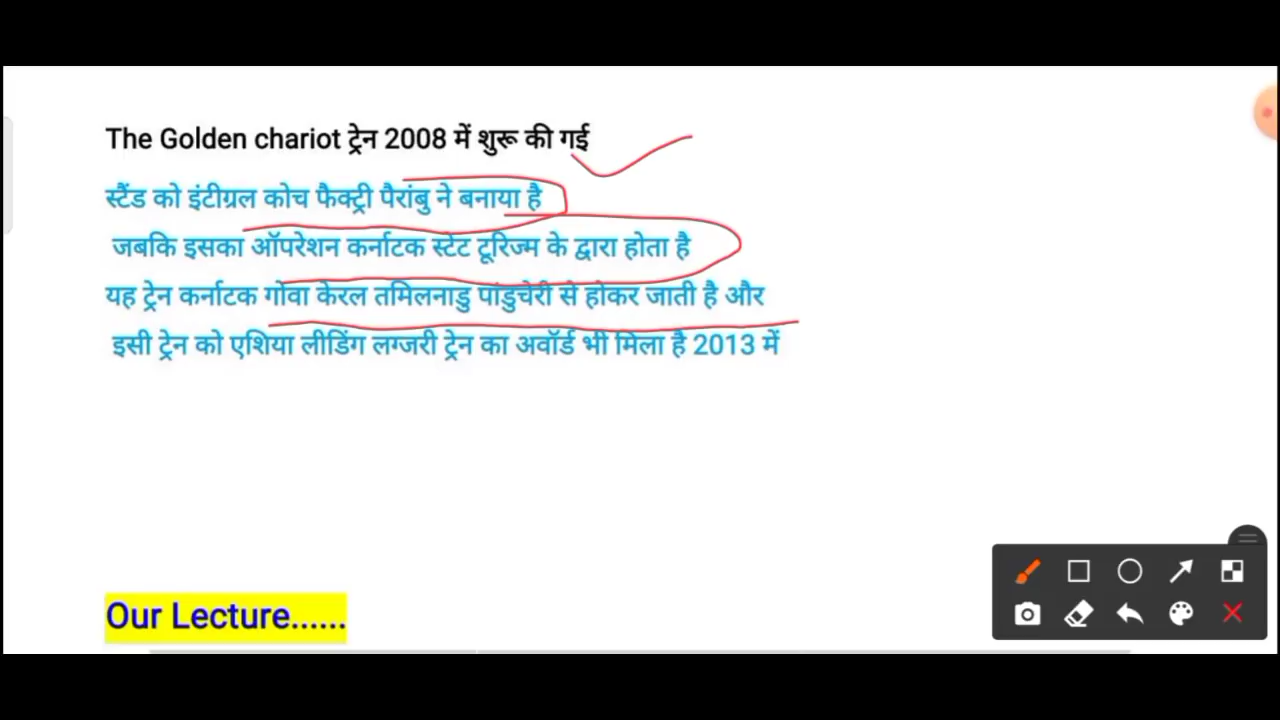 The Golden chariot ट्रेन 2008 में शुरू की गई
स्टैंड को इंटीग्रल कोच फैक्ट्री पैरांबु ने बनाया है
जबकि इसका ऑपरेशन कर्नाटक स्टेट टूरिज्म के द्वारा होता है
यह ट्रेन कर्नाटक गोवा केरल तमिलनाडु पांडुचेरी से होकर जाती है और
इसी ट्रेन को एशिया लीडिंग लग्जरी ट्रेन का अवॉर्ड भी मिला है 2013 में
Our Lecture......